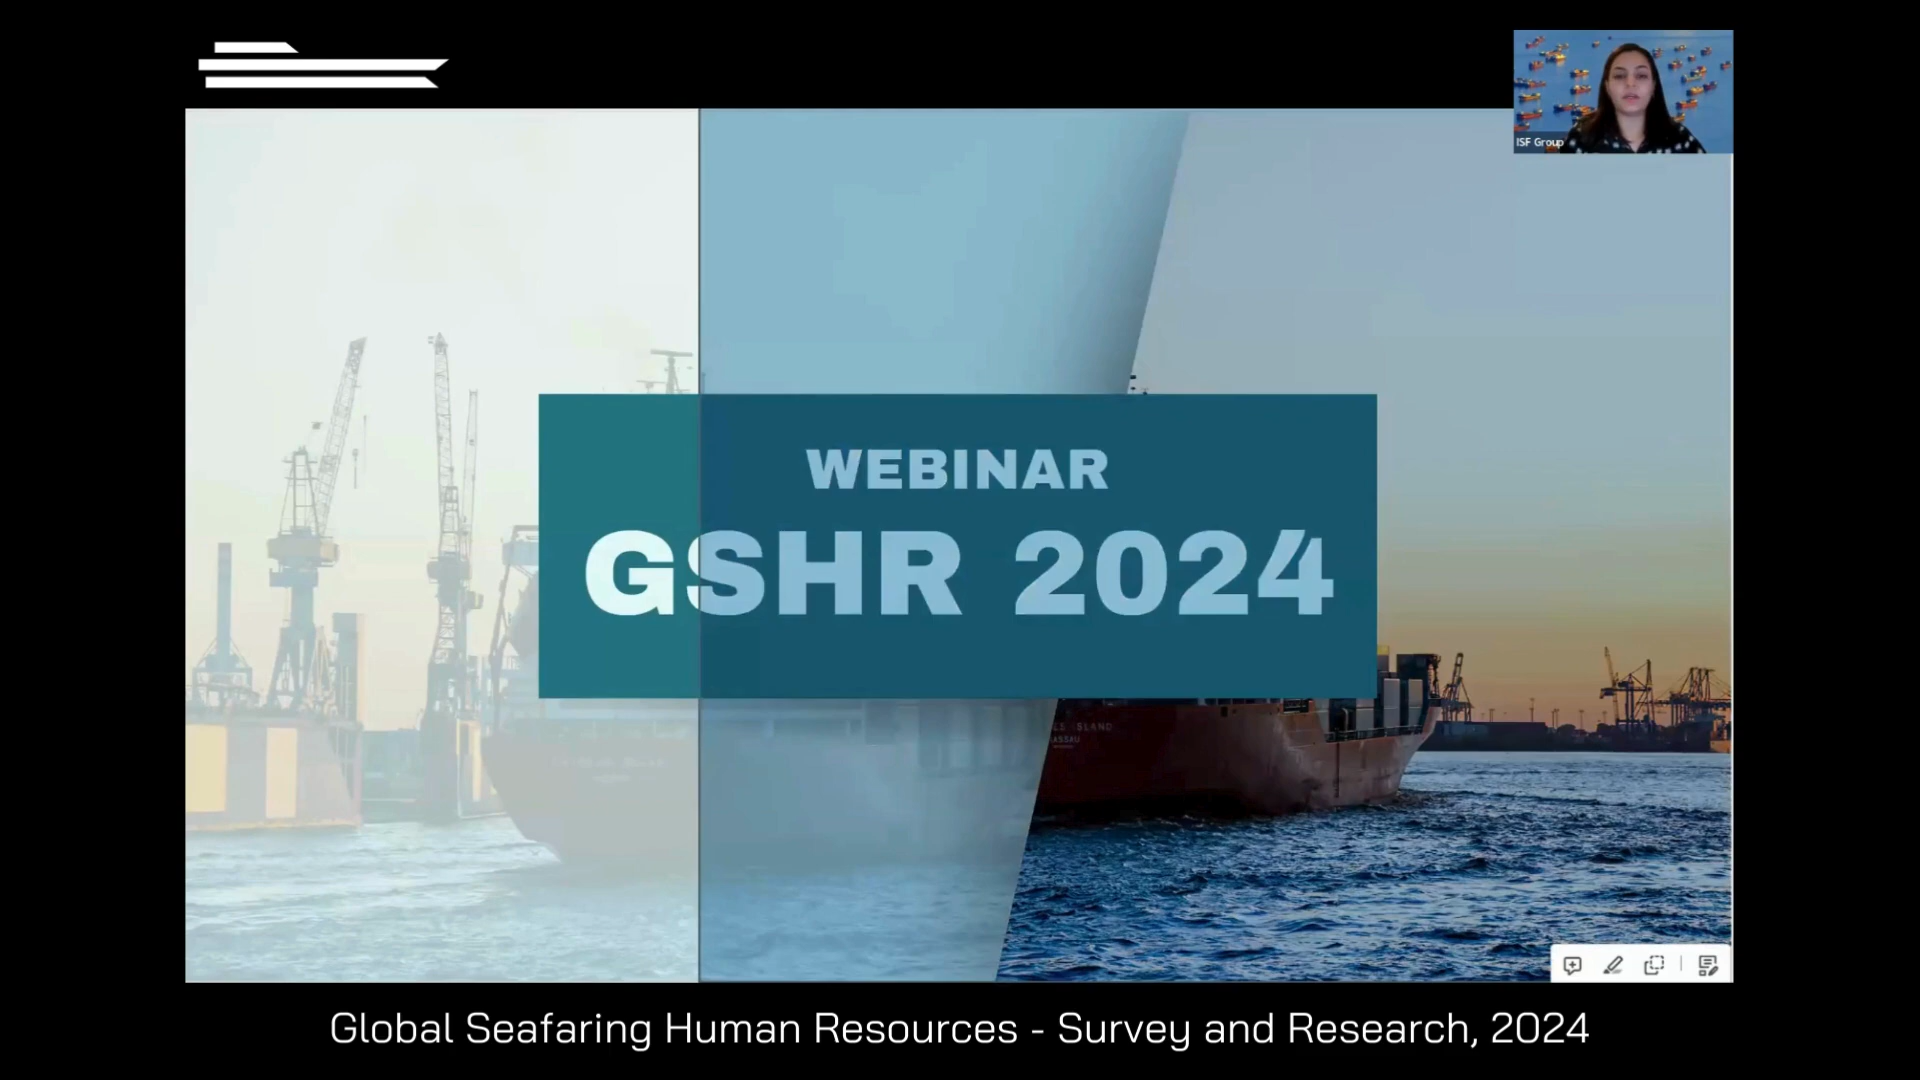 ISF Group
WEBINAR
GSHR 2024
Global Seafaring Human Resources - Survey and Research, 2024